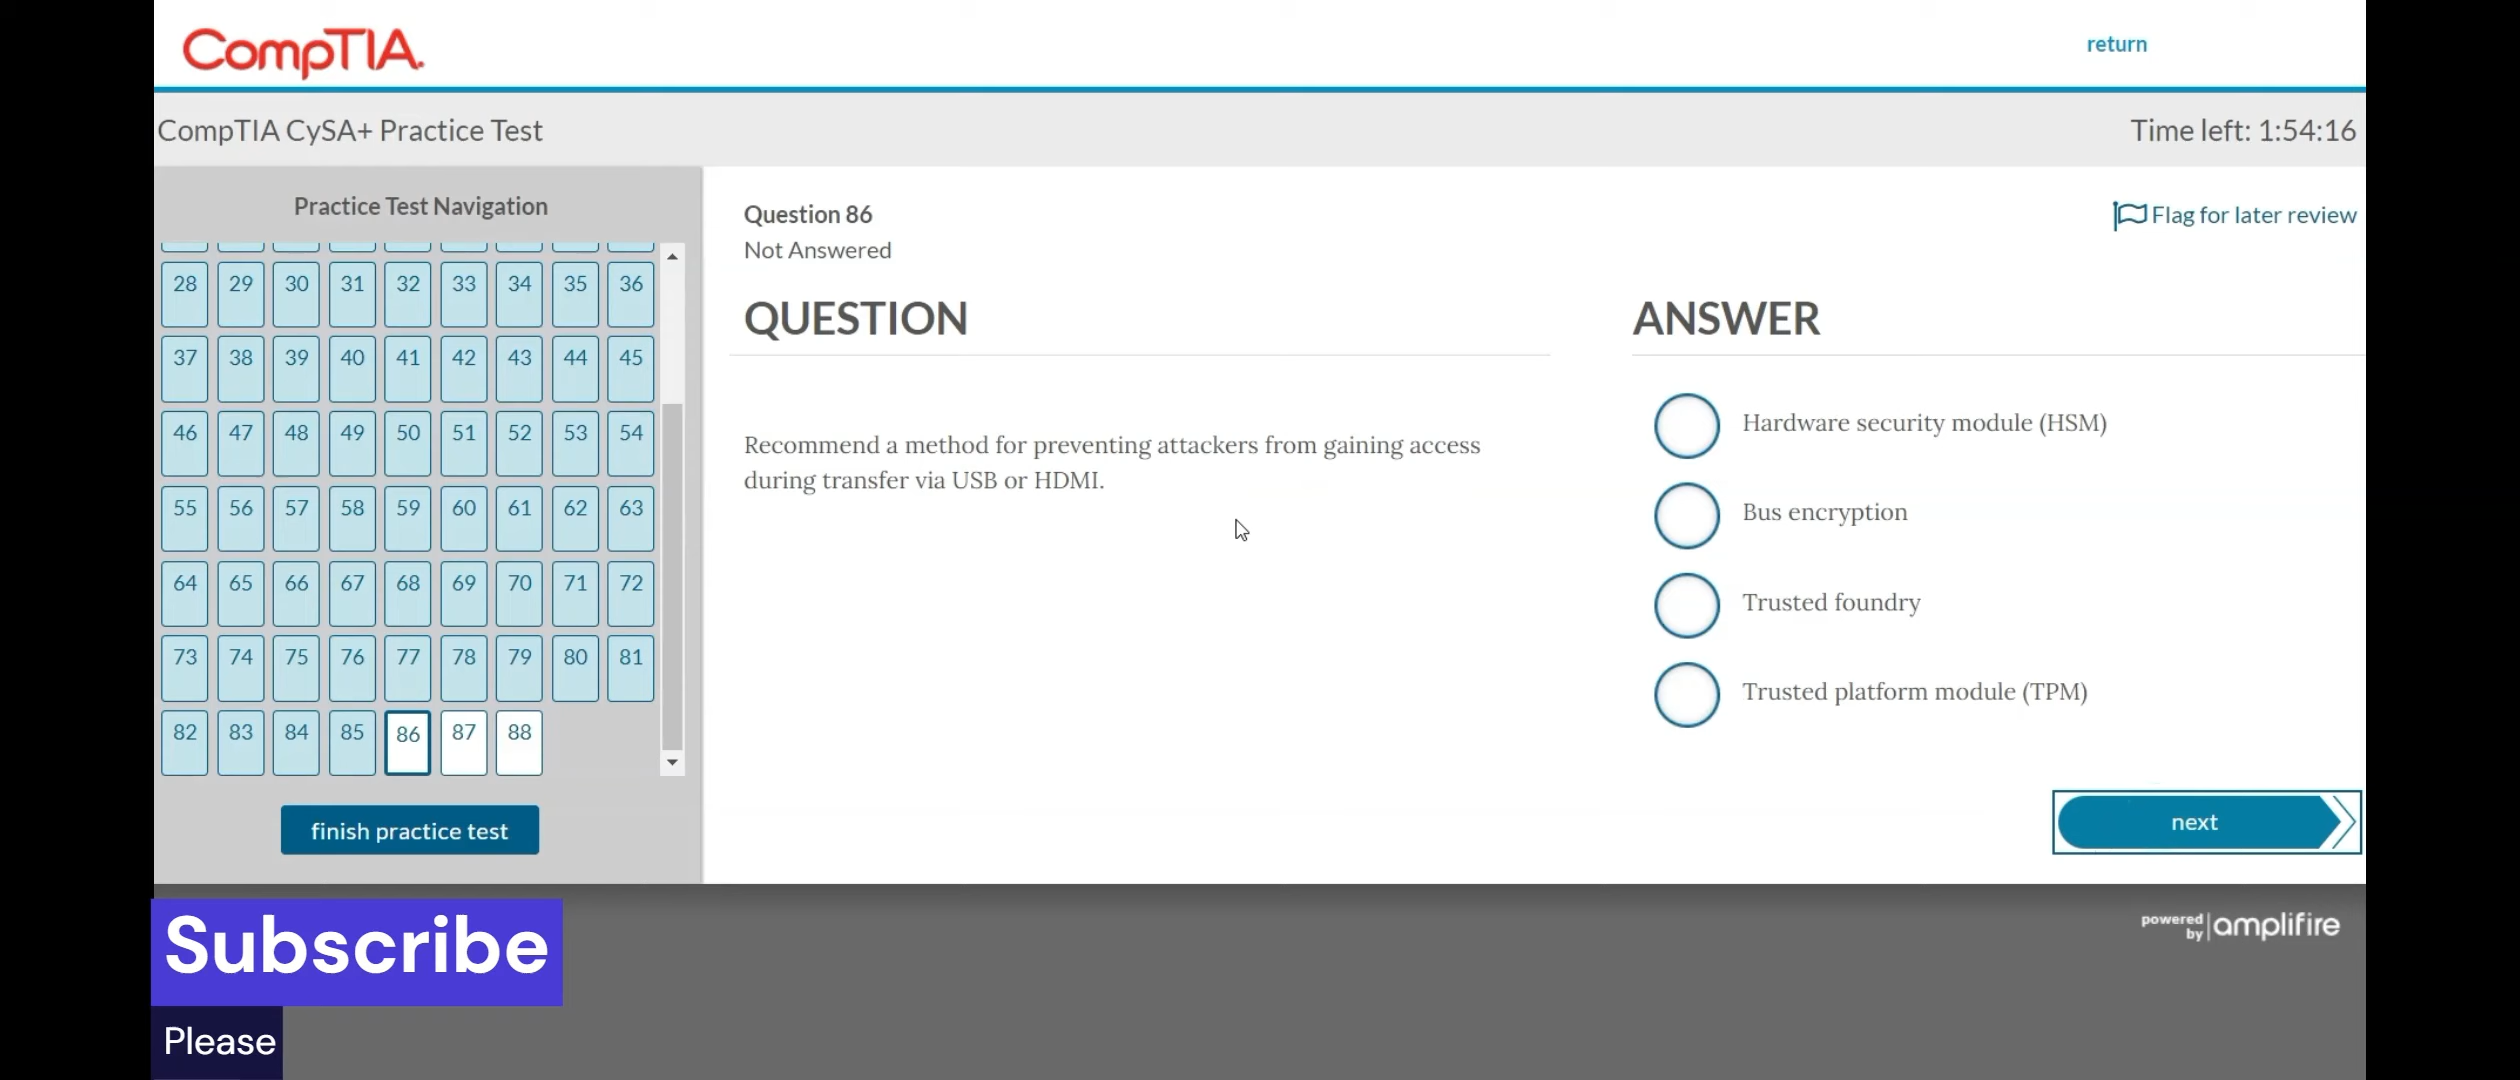 CompTIA.
return
CompTIA CySA+ Practice Test
Time left: 1:54:16
Practice Test Navigation
28 29 30 31 32 33 34 35 36
37 38 39 40 41 42 43 44 45
46 47 48 49 50 51 52 53 54
55 56 57 58 59 60 61 62 63
64 65 66 67 68 69 70 71 72
73 74 75 76 77 78 79 80 81
82 83 84 85 86 87 88
finish practice test
Question 86
Not Answered
Flag for later review
QUESTION
Recommend a method for preventing attackers from gaining access
during transfer via USB or HDMI.
ANSWER
Hardware security module (HSM)
Bus encryption
Trusted foundry
Trusted platform module (TPM)
next
Subscribe
Please
powered
by
amplifire